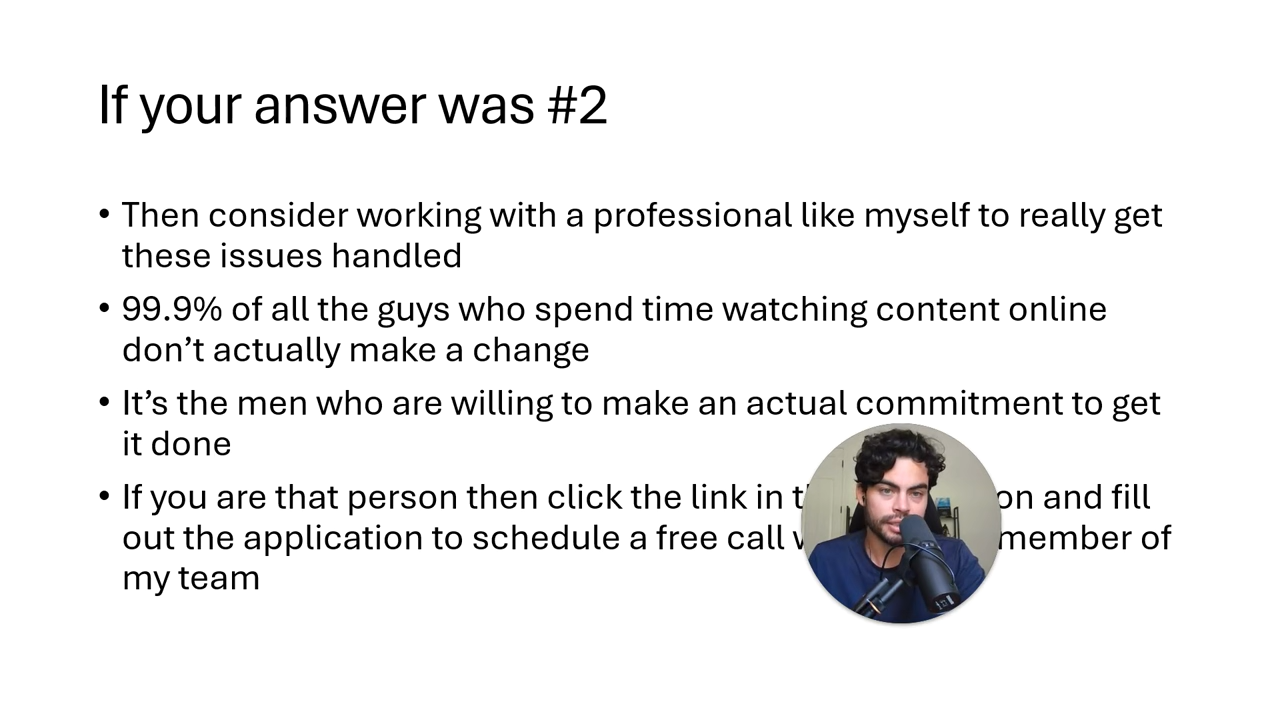 If your answer was #2
• Then consider working with a professional like myself to really get
these issues handled
• 99.9% of all the guys who spend time watching content online
don’t actually make a change
• It’s the men who are willing to make an actual commitment to get
it done
• If you are that person then click the link in on and fill
out the application to schedule a free call member of
my team